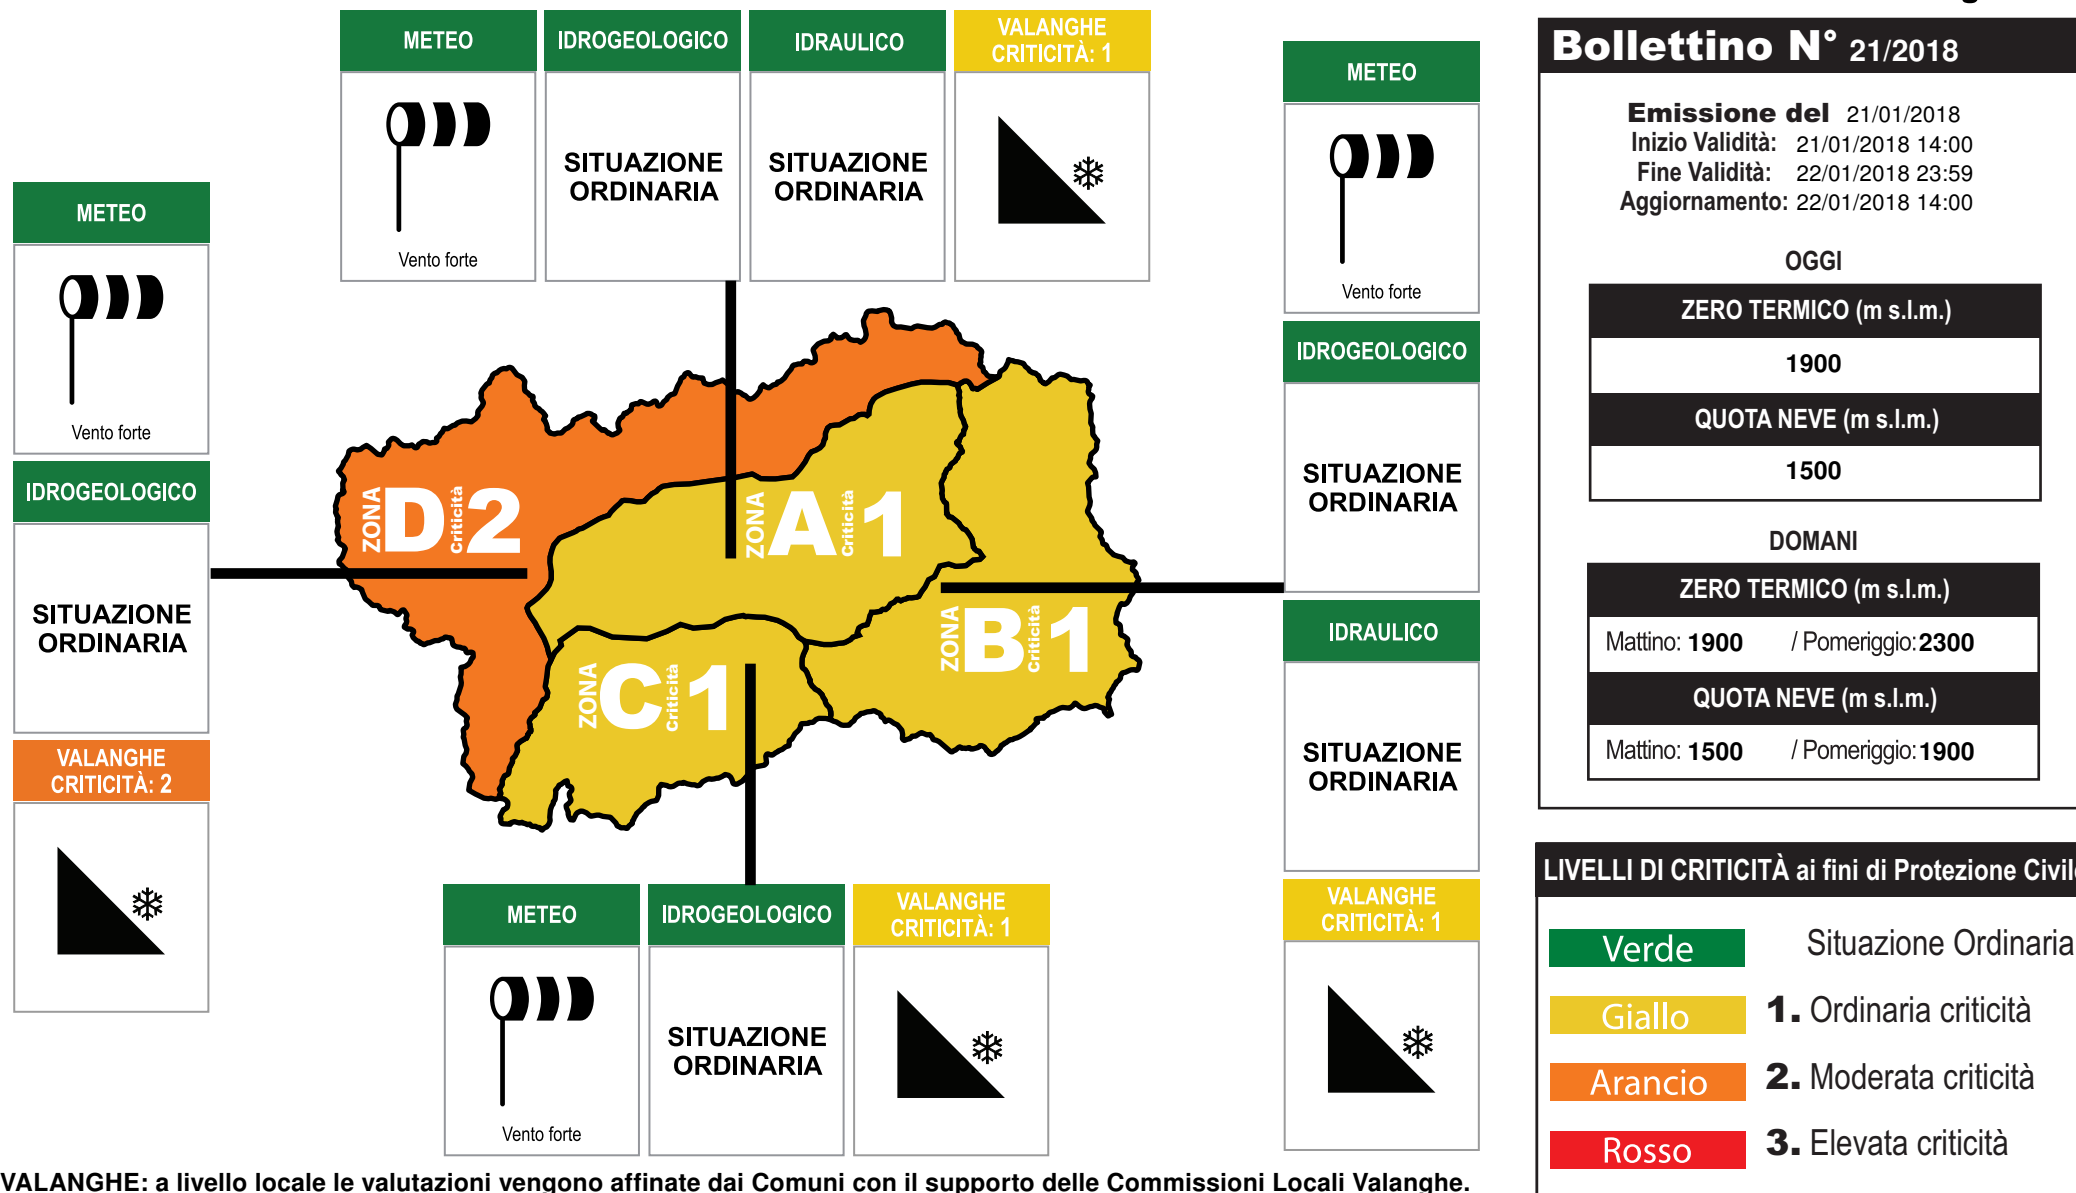 METEO
Vento forte
IDROGEOLOGICO
SITUAZIONE
ORDINARIA
IDRAULICO
SITUAZIONE
ORDINARIA
VALANGHE
CRITICITÀ: 1
METEO
Vento forte
IDROGEOLOGICO
SITUAZIONE
ORDINARIA
VALANGHE
CRITICITÀ: 2
ZONA D Criticità 2
ZONA A Criticità 1
ZONA B Criticità 1
ZONA C Criticità 1
METEO
Vento forte
IDROGEOLOGICO
SITUAZIONE
ORDINARIA
VALANGHE
CRITICITÀ: 1
METEO
Vento forte
IDROGEOLOGICO
SITUAZIONE
ORDINARIA
IDRAULICO
SITUAZIONE
ORDINARIA
VALANGHE
CRITICITÀ: 1
Bollettino N° 21/2018
Emissione del 21/01/2018
Inizio Validità: 21/01/2018 14:00
Fine Validità: 22/01/2018 23:59
Aggiornamento: 22/01/2018 14:00
OGGI
ZERO TERMICO (m s.l.m.)
1900
QUOTA NEVE (m s.l.m.)
1500
DOMANI
ZERO TERMICO (m s.l.m.)
Mattino: 1900 / Pomeriggio: 2300
QUOTA NEVE (m s.l.m.)
Mattino: 1500 / Pomeriggio: 1900
LIVELLI DI CRITICITÀ ai fini di Protezione Civile
Verde Situazione Ordinaria
Giallo 1. Ordinaria criticità
Arancio 2. Moderata criticità
Rosso 3. Elevata criticità
VALANGHE: a livello locale le valutazioni vengono affinate dai Comuni con il supporto delle Commissioni Locali Valanghe.